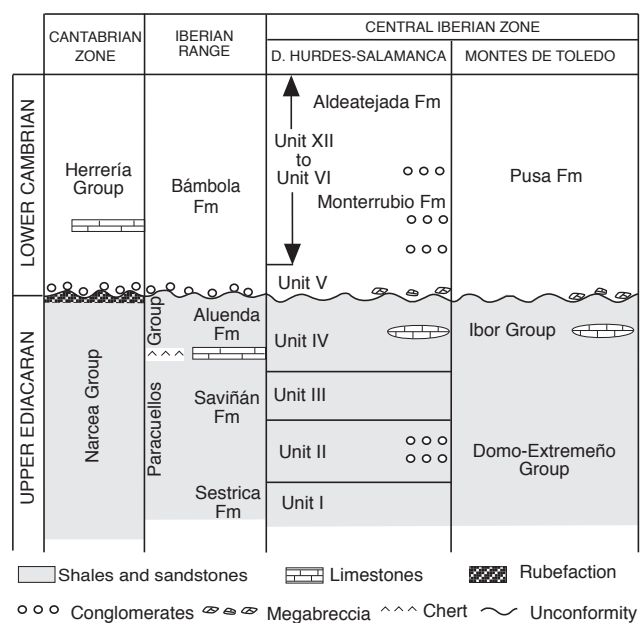 CANTABRIAN
ZONE
IBERIAN
RANGE
CENTRAL IBERIAN ZONE
D. HURDES-SALAMANCA
MONTES DE TOLEDO
LOWER CAMBRIAN
Herrería
Group
Bámbola
Fm
Aldeatejada Fm
Unit XII
to
Unit VI
Monterrubio Fm
Unit V
Pusa Fm
UPPER EDIACARAN
Narcea Group
Paracuellos Group
Aluenda
Fm
Saviñán
Fm
Sestrica
Fm
Unit IV
Unit III
Unit II
Unit I
Ibor Group
Domo-Extremeño
Group
Shales and sandstones
Limestones
Rubefaction
Conglomerates
Megabreccia
Chert
Unconformity